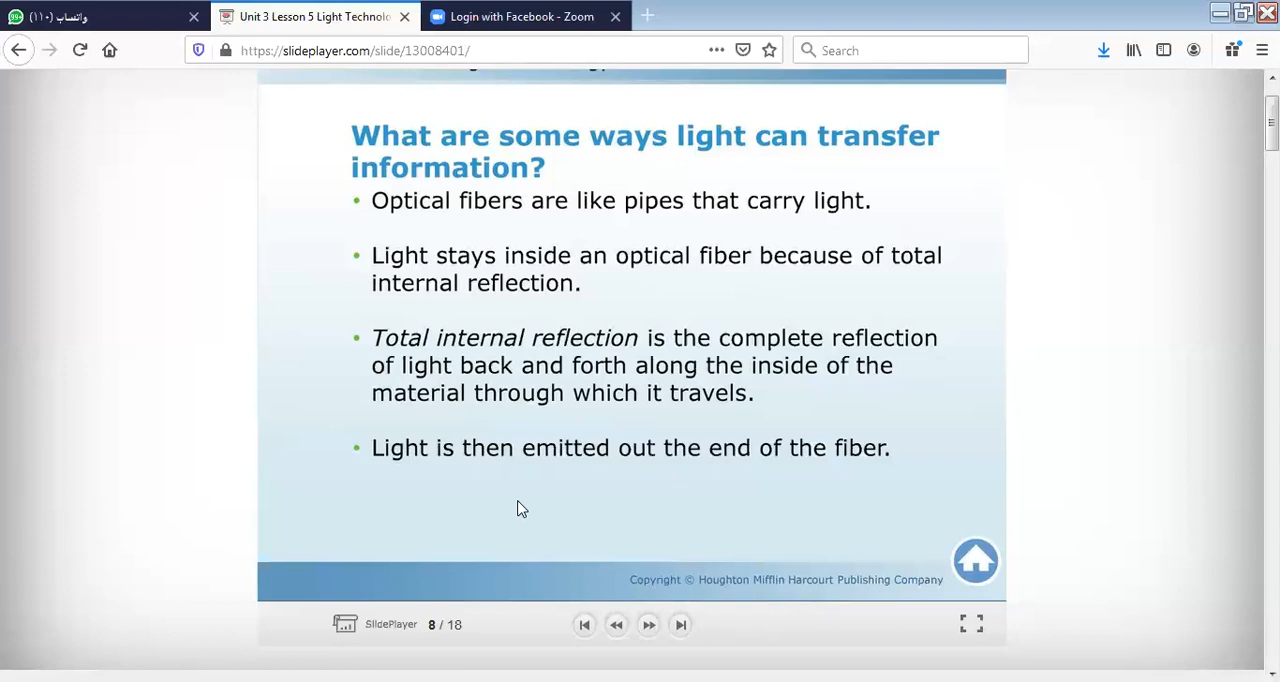 واتساب (١١٠)
Unit 3 Lesson 5 Light Technolo
Login with Facebook - Zoom
https://slideplayer.com/slide/13008401/
Search
What are some ways light can transfer
information?
• Optical fibers are like pipes that carry light.
• Light stays inside an optical fiber because of total
internal reflection.
• Total internal reflection is the complete reflection
of light back and forth along the inside of the
material through which it travels.
• Light is then emitted out the end of the fiber.
Copyright © Houghton Mifflin Harcourt Publishing Company
SlidePlayer 8 / 18